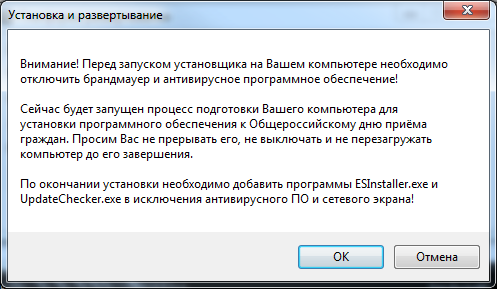 Установка и развертывание
Внимание! Перед запуском установщика на Вашем компьютере необходимо
отключить брандмауер и антивирусное программное обеспечение!
Сейчас будет запущен процесс подготовки Вашего компьютера для
установки программного обеспечения к Общероссийскому дню приёма
граждан. Просим Вас не прерывать его, не выключать и не перезагружать
компьютер до его завершения.
По окончании установки необходимо добавить программы ESInstaller.exe и
UpdateChecker.exe в исключения антивирусного ПО и сетевого экрана!
OK
Отмена